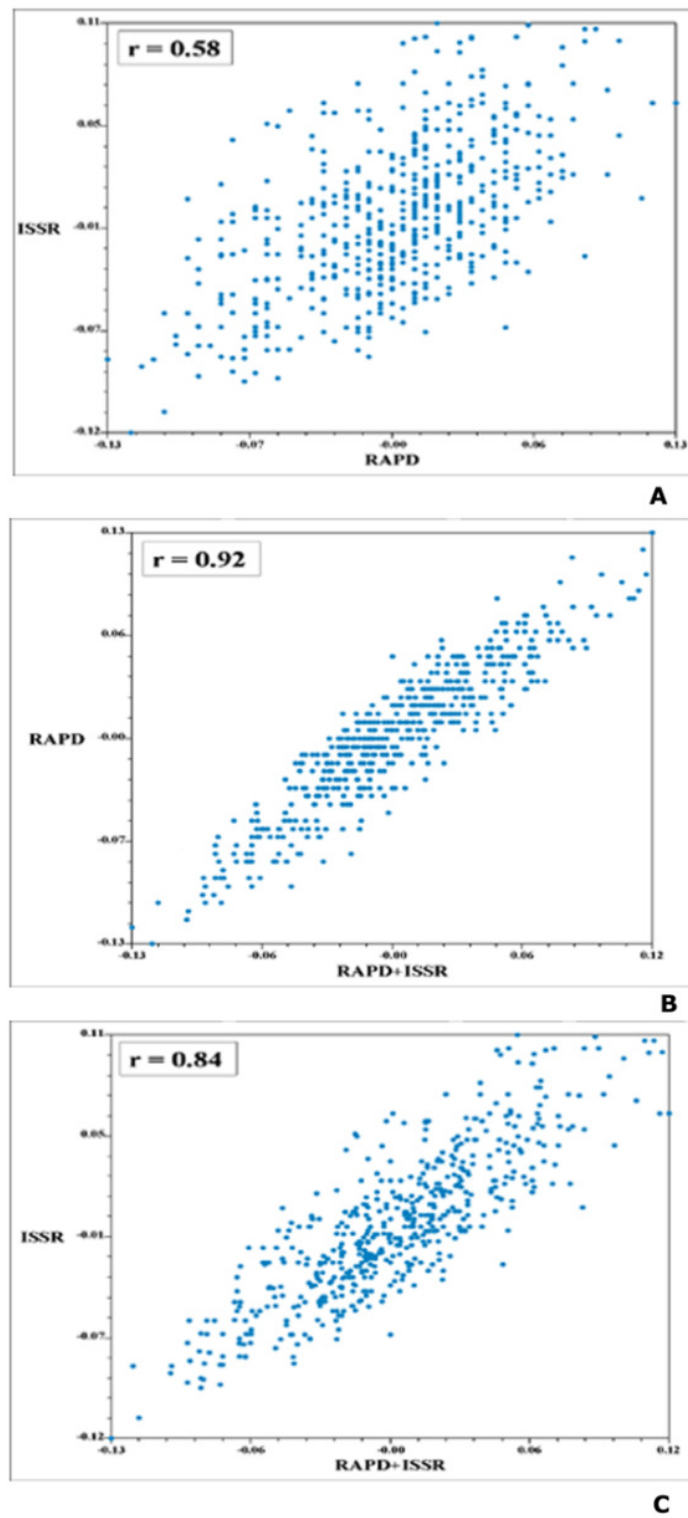 0.11
r = 0.58
0.05
ISSR
-0.01
-0.07
-0.12
-0.13
-0.07
-0.00
0.06
0.13
RAPD
A
0.13
r = 0.92
0.06
RAPD
-0.00
-0.07
-0.13
-0.13
-0.06
-0.00
0.06
0.12
RAPD+ISSR
B
0.11
r = 0.84
0.05
ISSR
-0.01
-0.07
-0.12
-0.13
-0.06
-0.00
0.06
0.12
RAPD+ISSR
C